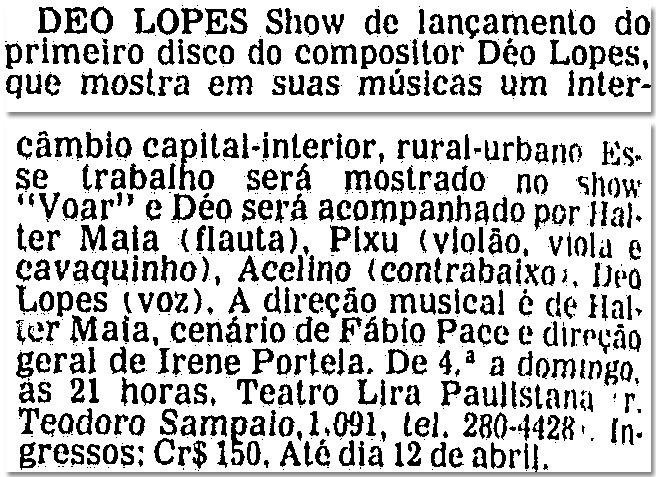 DEO LOPES Show de lançamento do
primeiro disco do compositor Déo Lopes,
que mostra em suas músicas um inter-
câmbio capital-interior, rural-urbano Es-
se trabalho será mostrado no show
"Voar" e Déo será acompanhado por Hal-
ter Maia (flauta), Pixu (violão, viola e
cavaquinho), Acelino (contrabaixo), Déo
Lopes (voz). A direção musical é de Hal-
ter Maia, cenário de Fábio Pace e direção
geral de Irene Portela. De 4.ª a domingo,
às 21 horas. Teatro Lira Paulistana r.
Teodoro Sampaio, 1.091, tel. 280-4428). In-
gressos: Cr$ 150. Até dia 12 de abril.